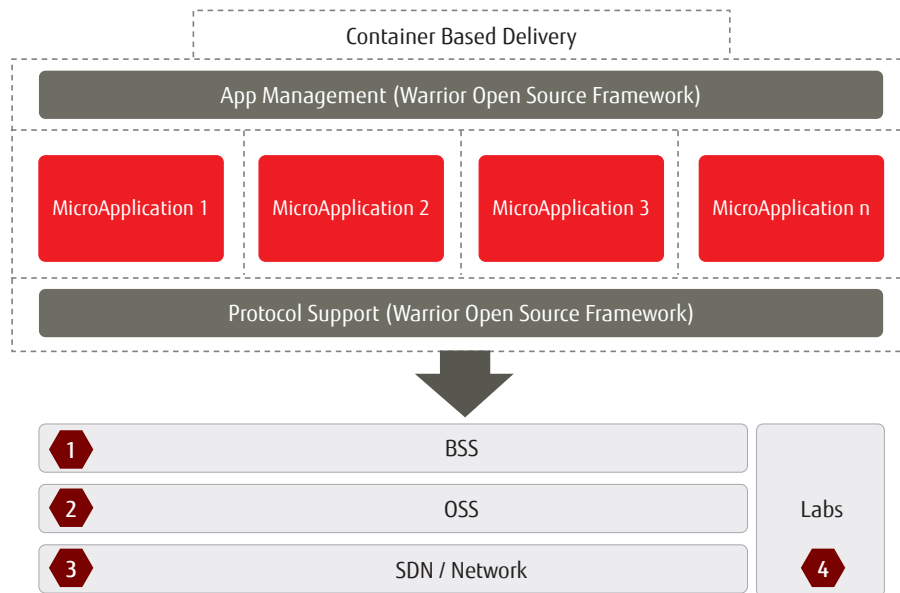 Container Based Delivery
App Management (Warrior Open Source Framework)
MicroApplication 1
MicroApplication 2
MicroApplication 3
MicroApplication n
Protocol Support (Warrior Open Source Framework)
1
BSS
2
OSS
3
SDN / Network
Labs
4